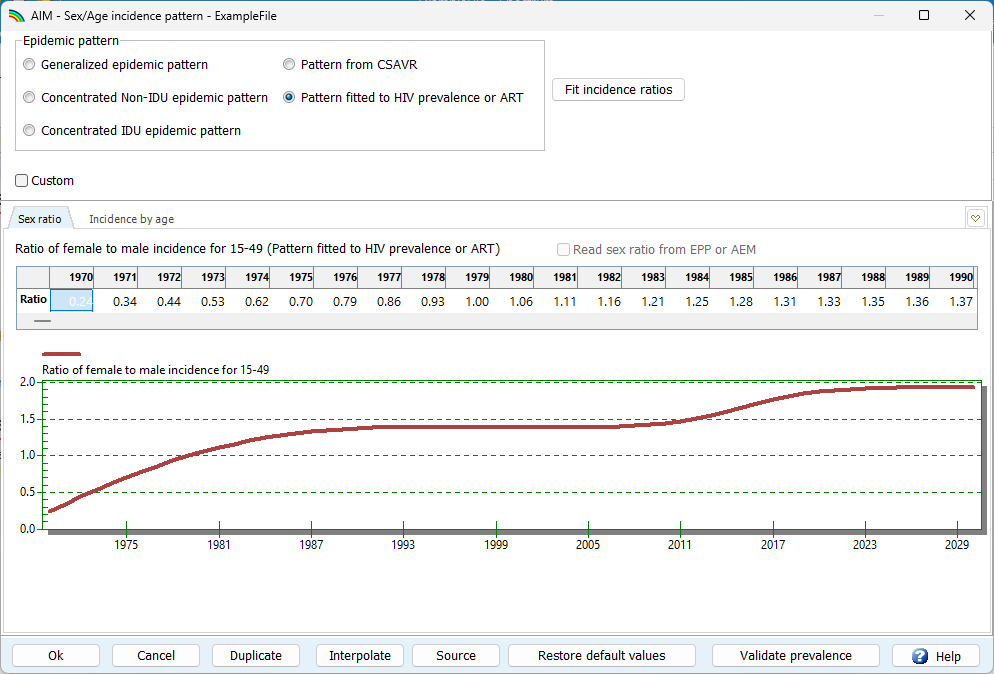 AIM - Sex/Age incidence pattern - ExampleFile
Epidemic pattern
Generalized epidemic pattern
Pattern from CSAVR
Concentrated Non-IDU epidemic pattern
Pattern fitted to HIV prevalence or ART
Fit incidence ratios
Concentrated IDU epidemic pattern
Custom
Sex ratio Incidence by age
Ratio of female to male incidence for 15-49 (Pattern fitted to HIV prevalence or ART)
Read sex ratio from EPP or AEM
1970 1971 1972 1973 1974 1975 1976 1977 1978 1979 1980 1981 1982 1983 1984 1985 1986 1987 1988 1989 1990
Ratio 0.24 0.34 0.44 0.53 0.62 0.70 0.79 0.86 0.93 1.00 1.06 1.11 1.16 1.21 1.25 1.28 1.31 1.33 1.35 1.36 1.37
Ratio of female to male incidence for 15-49
2.0
1.5
1.0
0.5
0.0
1975 1981 1987 1993 1999 2005 2011 2017 2023 2029
Ok Cancel Duplicate Interpolate Source Restore default values Validate prevalence Help